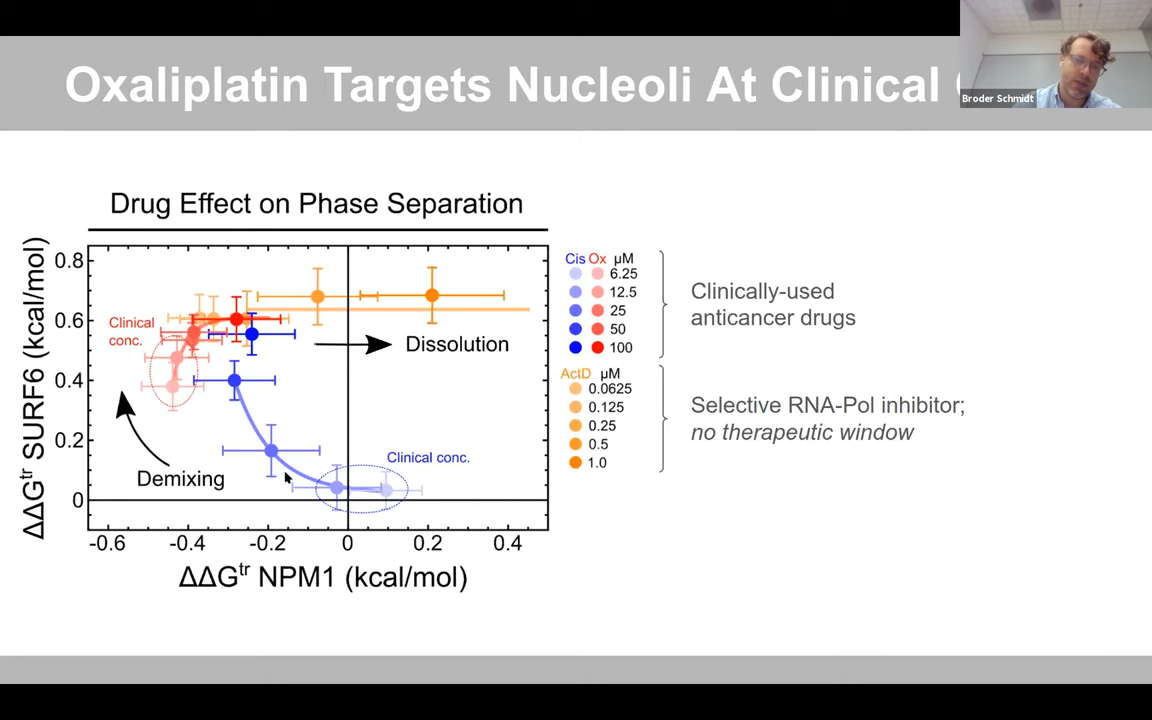 Oxaliplatin Targets Nucleoli At Clinical
Broder Schmidt
Drug Effect on Phase Separation
ΔΔGtr SURF6 (kcal/mol)
0.8
0.6
0.4
0.2
0
Clinical
conc.
Dissolution
Demixing
Clinical conc.
-0.6 -0.4 -0.2 0 0.2 0.4
ΔΔGtr NPM1 (kcal/mol)
Cis Ox µM
6.25
12.5
25
50
100
Clinically-used
anticancer drugs
ActD µM
0.0625
0.125
0.25
0.5
1.0
Selective RNA-Pol inhibitor;
no therapeutic window